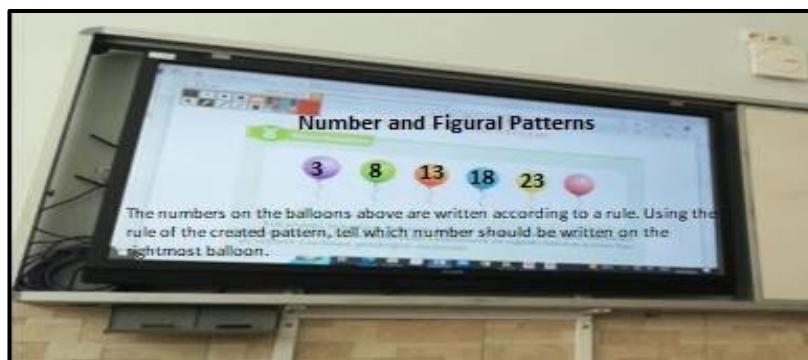 Number and Figural Patterns
3 8 13 18 23
The numbers on the balloons above are written according to a rule. Using the
rule of the created pattern, tell which number should be written on the
rightmost balloon.